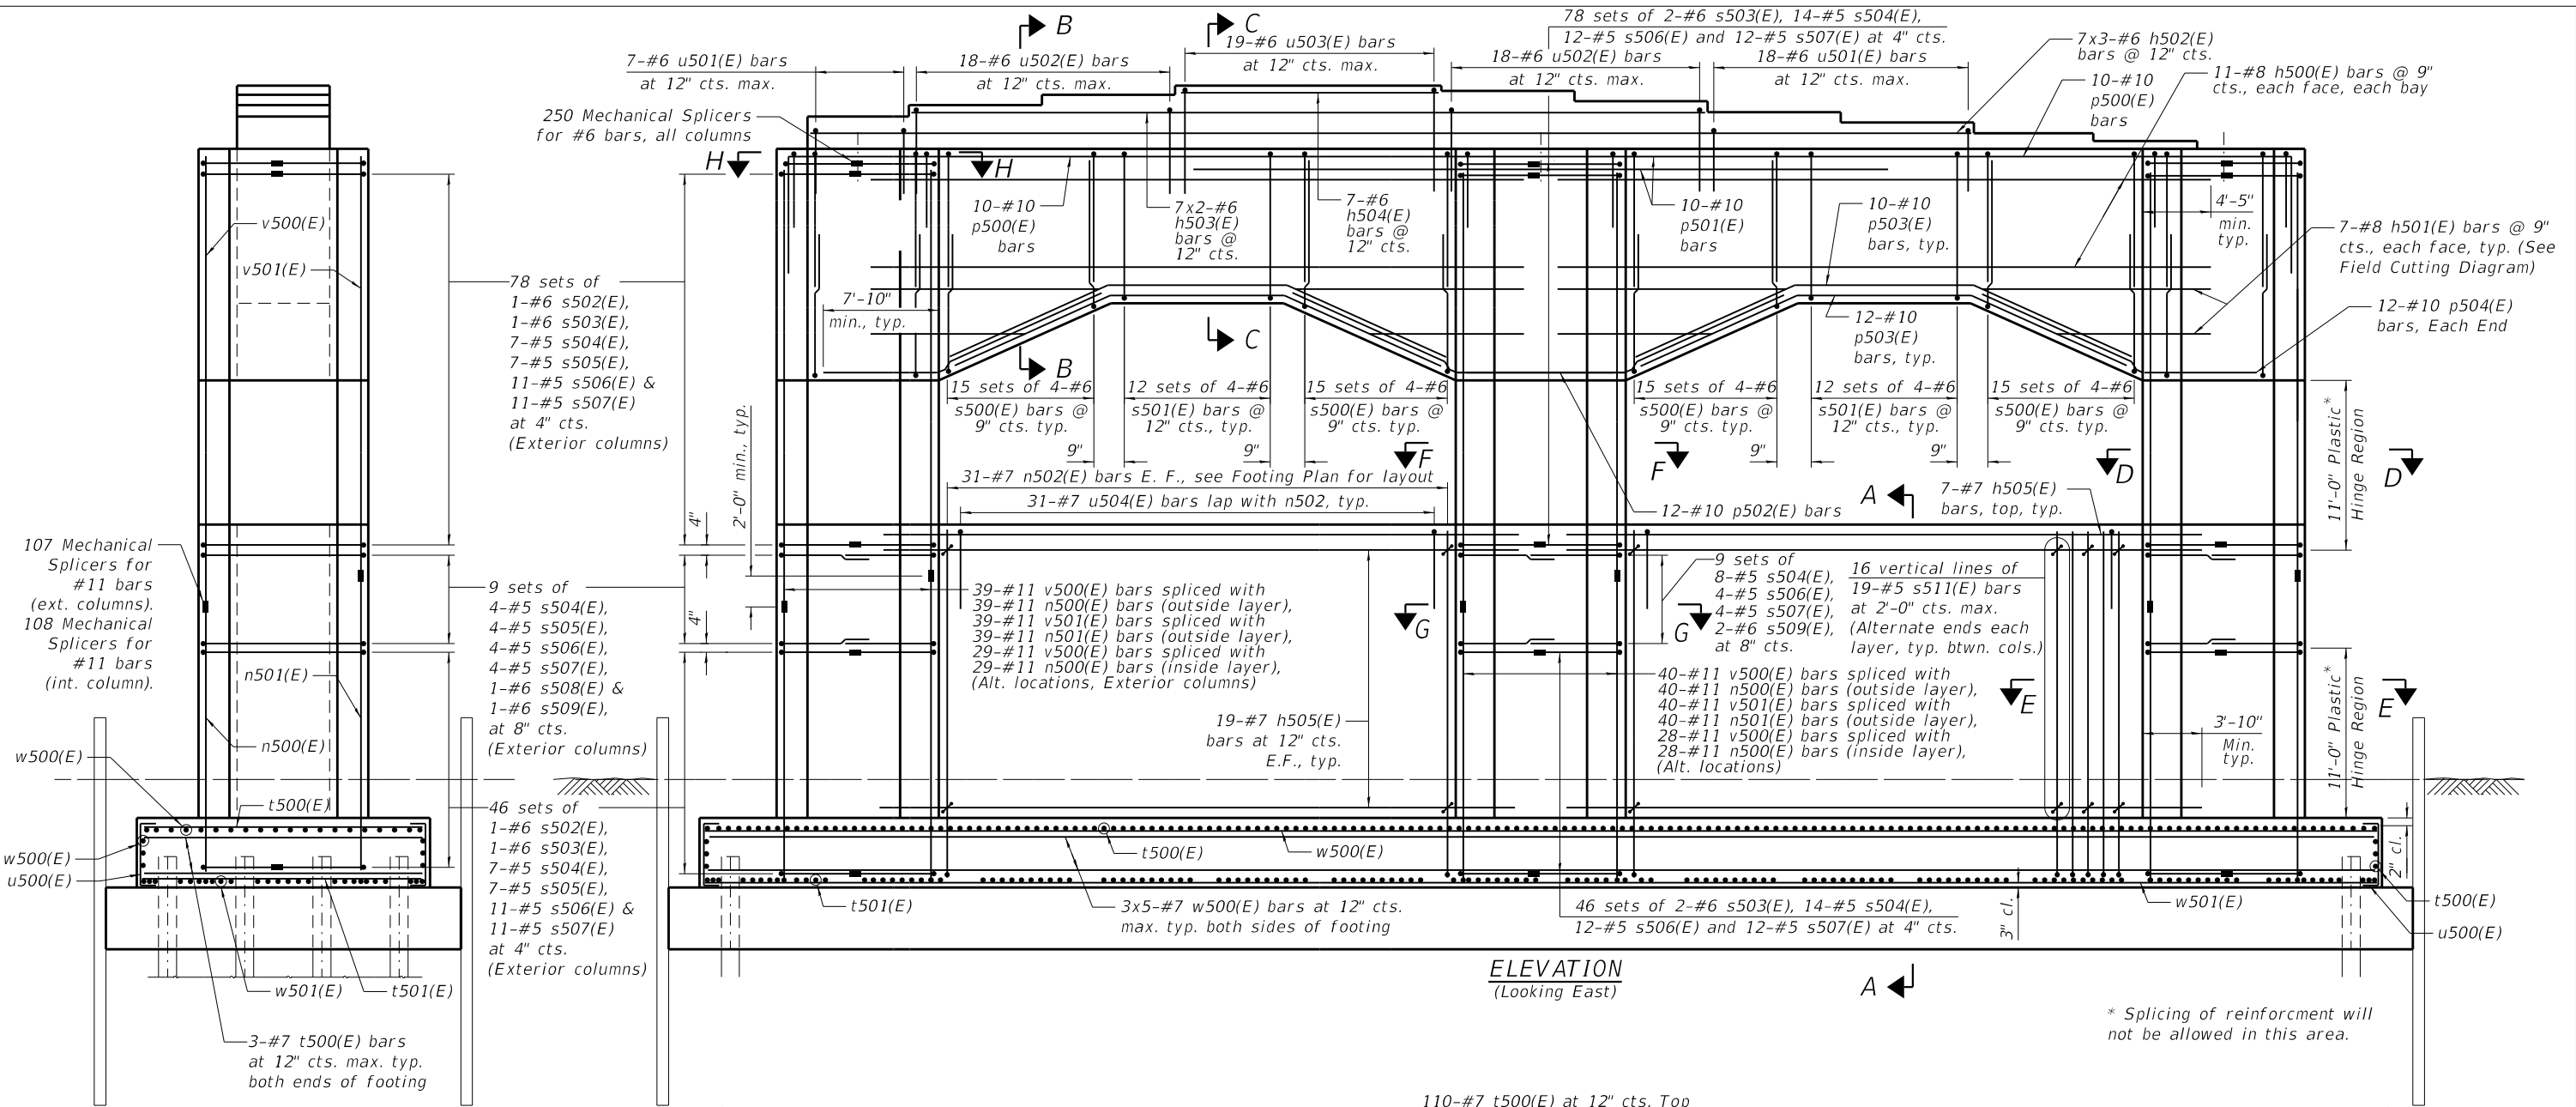 B
C
78 sets of 2-#6 s503(E), 14-#5 s504(E),
12-#5 s506(E) and 12-#5 s507(E) at 4" cts.
7-#6 u501(E) bars
at 12" cts. max.
18-#6 u502(E) bars
at 12" cts. max.
19-#6 u503(E) bars
at 12" cts. max.
18-#6 u502(E) bars
at 12" cts. max.
18-#6 u501(E) bars
at 12" cts. max.
7x3-#6 h502(E)
bars @ 12" cts.
10-#10
p500(E)
bars
11-#8 h500(E) bars @ 9"
cts., each face, each bay
250 Mechanical Splicers
for #6 bars, all columns
H
H
v500(E)
v501(E)
10-#10
p500(E)
bars
7x2-#6
h503(E)
bars @
12" cts.
7-#6
h504(E)
bars @
12" cts.
10-#10
p501(E)
bars
10-#10
p503(E)
bars, typ.
4'-5"
min.
typ.
7-#8 h501(E) bars @ 9"
cts., each face, typ. (See
Field Cutting Diagram)
78 sets of
1-#6 s502(E),
1-#6 s503(E),
7-#5 s504(E),
7-#5 s505(E),
11-#5 s506(E) &
11-#5 s507(E)
at 4" cts.
(Exterior columns)
7'-10"
min., typ.
C
B
12-#10
p503(E)
bars, typ.
12-#10 p504(E)
bars, Each End
15 sets of 4-#6
s500(E) bars @
9" cts. typ.
12 sets of 4-#6
s501(E) bars @
12" cts., typ.
15 sets of 4-#6
s500(E) bars @
9" cts. typ.
15 sets of 4-#6
s500(E) bars @
9" cts. typ.
12 sets of 4-#6
s501(E) bars @
12" cts., typ.
15 sets of 4-#6
s500(E) bars @
9" cts. typ.
9"
9"
9"
9"
F
F
D
D
11'-0" Plastic*
Hinge Region
31-#7 n502(E) bars E. F., see Footing Plan for layout
31-#7 u504(E) bars lap with n502, typ.
12-#10 p502(E) bars
A
7-#7 h505(E)
bars, top, typ.
2'-0" min., typ.
4"
4"
107 Mechanical
Splicers for
#11 bars
(ext. columns).
108 Mechanical
Splicers for
#11 bars
(int. column).
9 sets of
4-#5 s504(E),
4-#5 s505(E),
4-#5 s506(E),
4-#5 s507(E),
1-#6 s508(E) &
1-#6 s509(E),
at 8" cts.
(Exterior columns)
39-#11 v500(E) bars spliced with
39-#11 n500(E) bars (outside layer),
39-#11 v501(E) bars spliced with
39-#11 n501(E) bars (outside layer),
29-#11 v500(E) bars spliced with
29-#11 n500(E) bars (inside layer),
(Alt. locations, Exterior columns)
9 sets of
8-#5 s504(E),
4-#5 s506(E),
4-#5 s507(E),
2-#6 s509(E),
at 8" cts.
16 vertical lines of
19-#5 s511(E) bars
at 2'-0" cts. max.
(Alternate ends each
layer, typ. btwn. cols.)
G
G
n501(E)
n500(E)
19-#7 h505(E)
bars at 12" cts.
E.F., typ.
40-#11 v500(E) bars spliced with
40-#11 n500(E) bars (outside layer),
40-#11 v501(E) bars spliced with
40-#11 n501(E) bars (outside layer),
28-#11 v500(E) bars spliced with
28-#11 n500(E) bars (inside layer),
(Alt. locations)
E
E
3'-10"
Min.
typ.
11'-0" Plastic*
Hinge Region
w500(E)
t500(E)
w500(E)
u500(E)
46 sets of
1-#6 s502(E),
1-#6 s503(E),
7-#5 s504(E),
7-#5 s505(E),
11-#5 s506(E) &
11-#5 s507(E)
at 4" cts.
(Exterior columns)
t500(E)
w500(E)
2" cl.
t501(E)
3x5-#7 w500(E) bars at 12" cts.
max. typ. both sides of footing
46 sets of 2-#6 s503(E), 14-#5 s504(E),
12-#5 s506(E) and 12-#5 s507(E) at 4" cts.
3" cl.
w501(E)
t500(E)
u500(E)
w501(E)
t501(E)
ELEVATION
(Looking East)
A
3-#7 t500(E) bars
at 12" cts. max. typ.
both ends of footing
* Splicing of reinforcment will
not be allowed in this area.
110-#7 t500(E) at 12" cts. Top